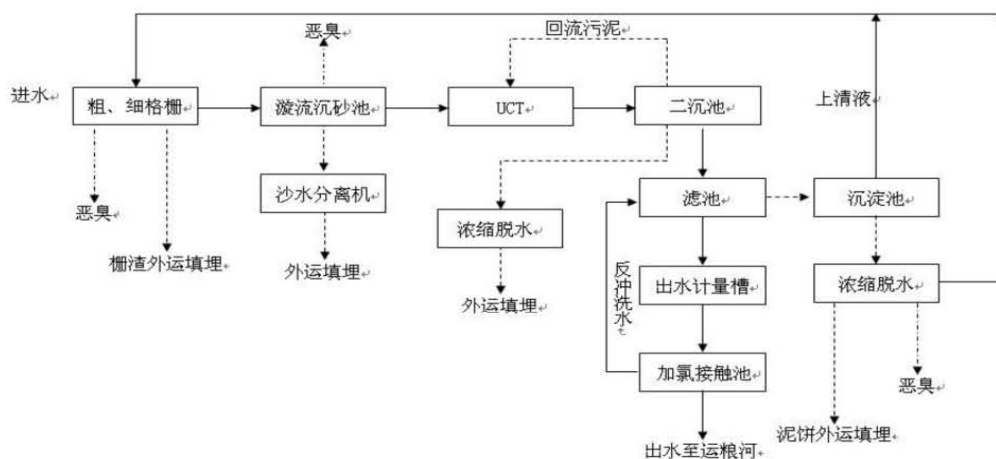 恶臭
回流污泥
进水
粗、细格栅
漩流沉砂池
UCT
二沉池
上清液
恶臭
沙水分离机
滤池
沉淀池
栅渣外运填埋
外运填埋
浓缩脱水
外运填埋
反冲洗水
出水计量槽
浓缩脱水
加氯接触池
恶臭
出水至运粮河
泥饼外运填埋